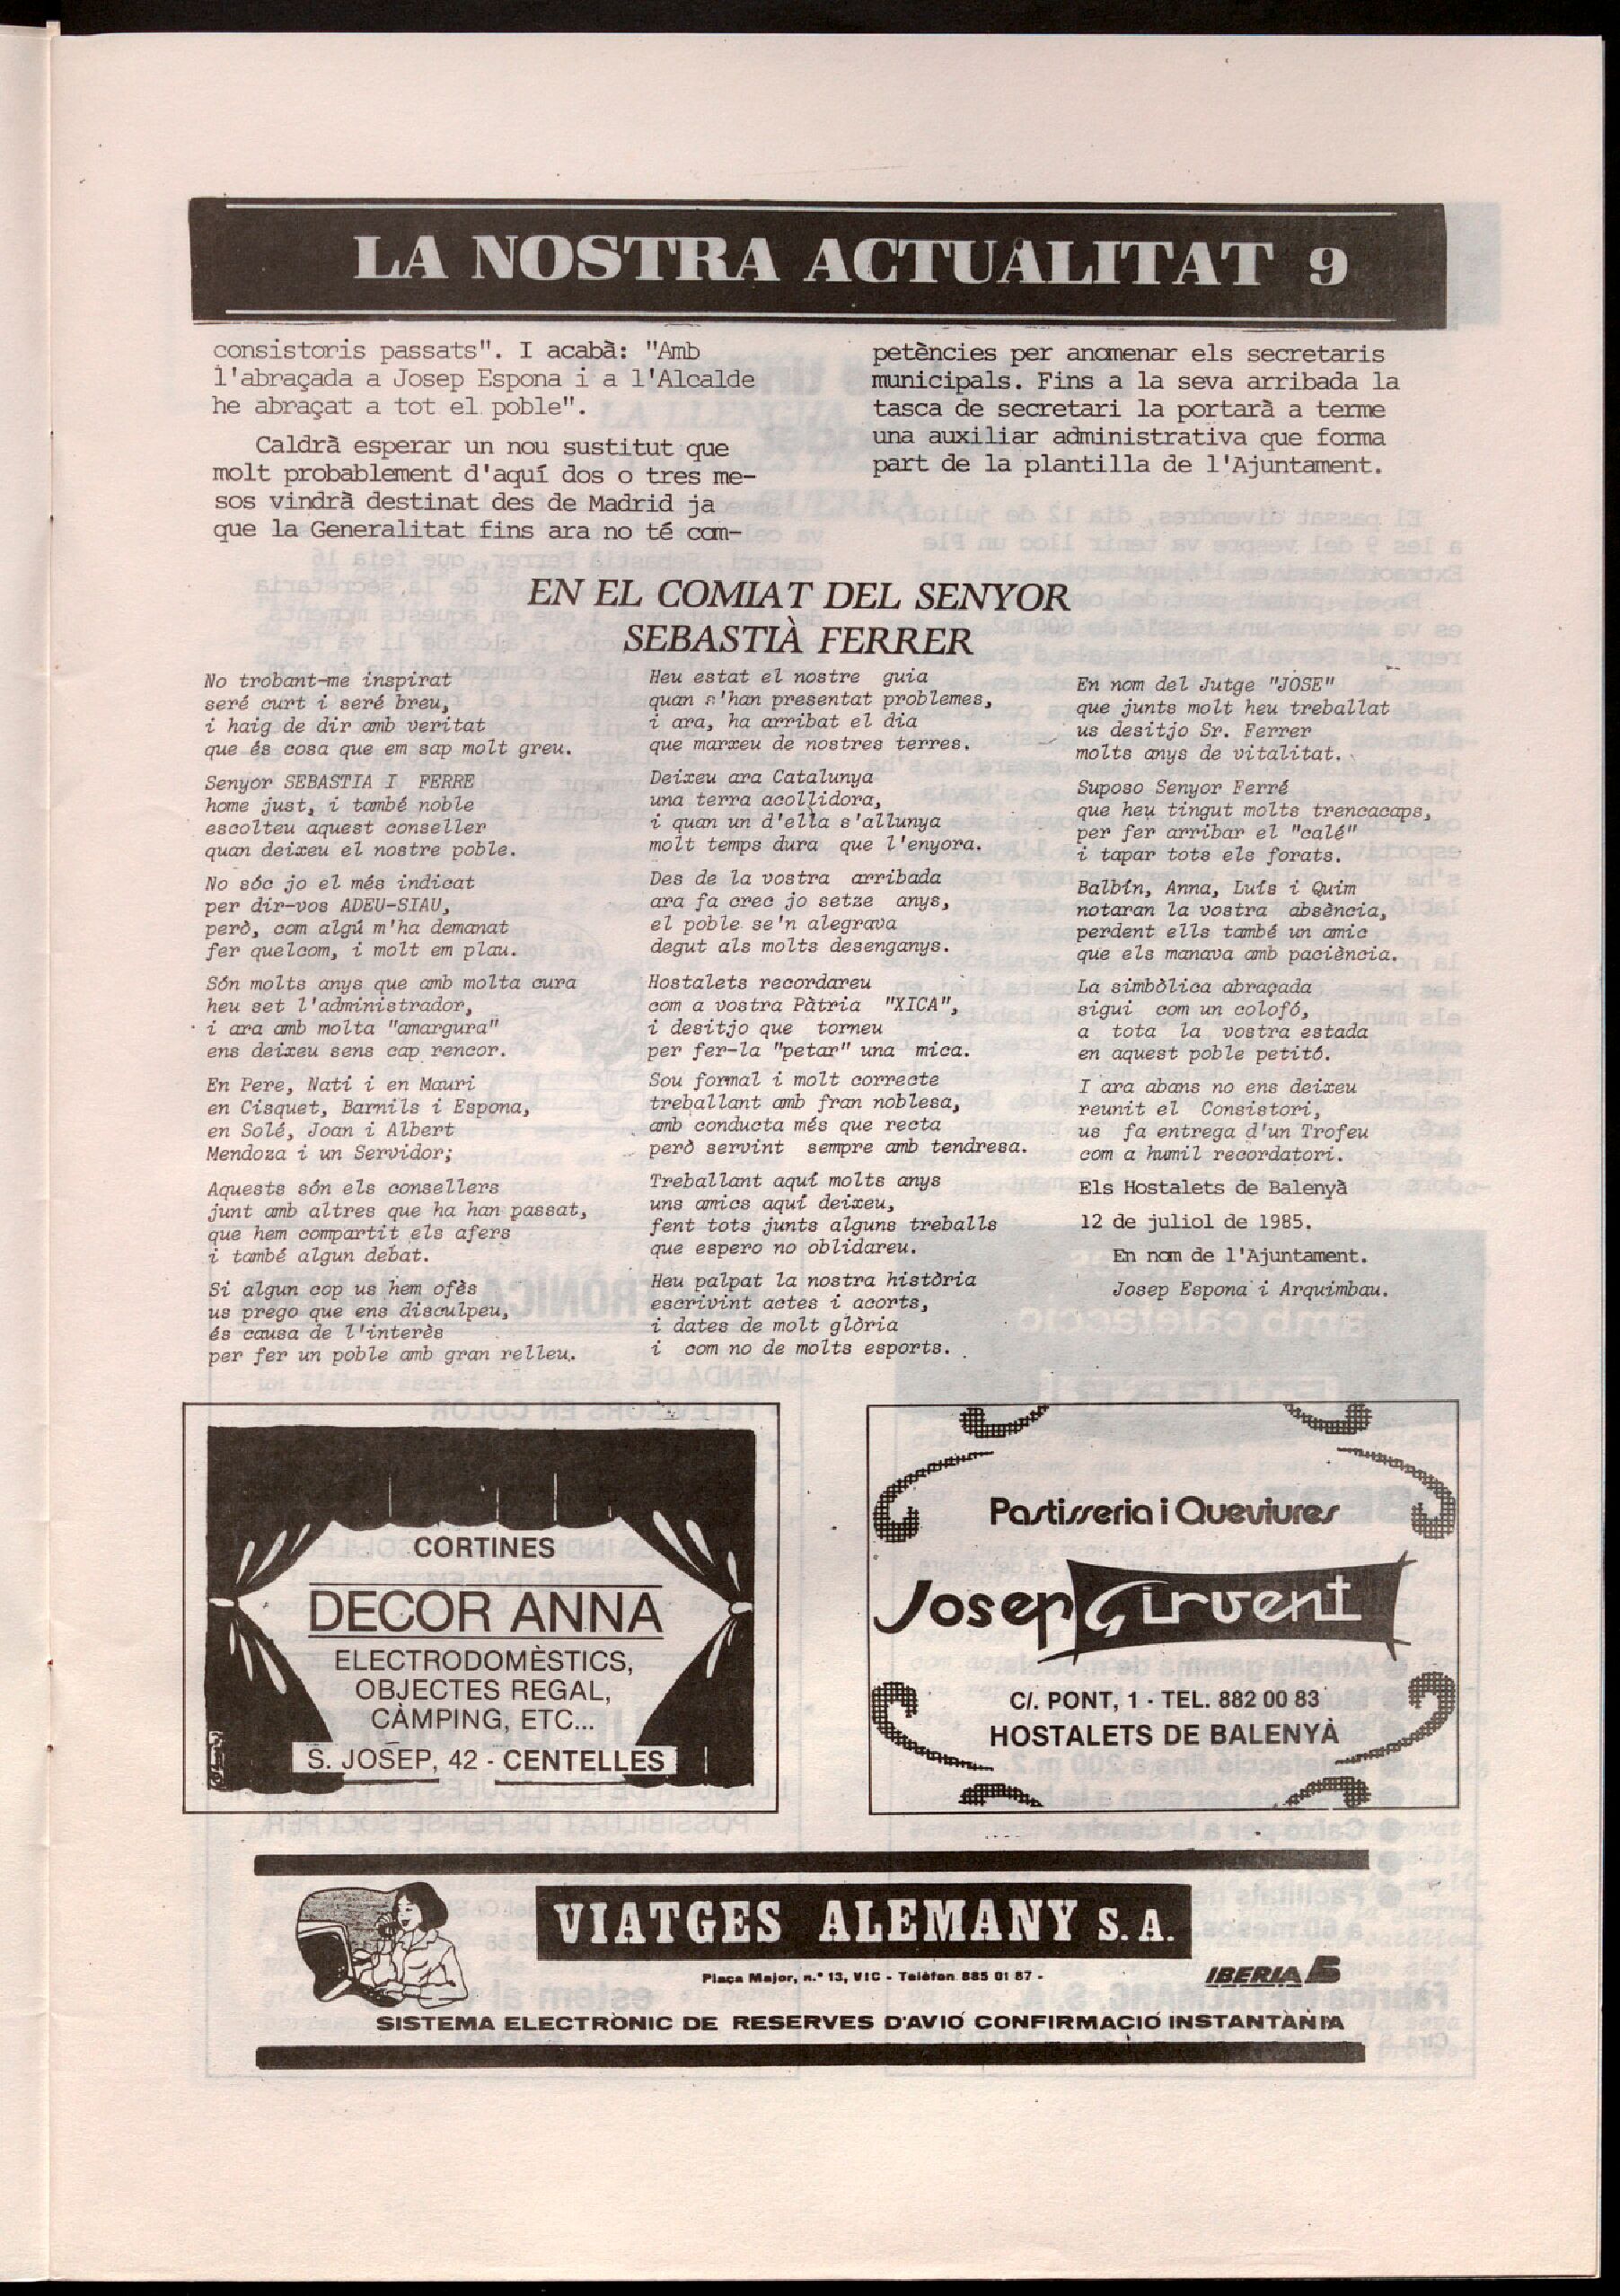 LA NOSTRA ACTUALITAT 9
consistoris passats". I acabà: "Amb
l'abraçada a Josep Espona i a l'Alcalde
he abraçat a tot el poble".
Caldrà esperar un nou sustitut que
molt probablement d'aquí dos o tres me-
sos vindrà destinat des de Madrid ja
que la Generalitat fins ara no té com-
petències per anomenar els secretaris
municipals. Fins a la seva arribada la
tasca de secretari la portarà a terme
una auxiliar administrativa que forma
part de la plantilla de l'Ajuntament.
EN EL COMIAT DEL SENYOR
SEBASTIÀ FERRER
No trobant-me inspirat
seré curt i seré breu,
i haig de dir amb veritat
que és cosa que em sap molt greu.
Senyor SEBASTIA I FERRE
home just, i també noble
escolteu aquest conseller
quan deixeu el nostre poble.
No sóc jo el més indicat
per dir-vos ADEU-SIAU,
però, com algú m'ha demanat
fer quelcom, i molt em plau.
Són molts anys que amb molta cura
heu set l'administrador,
i ara amb molta "amargura"
ens deixeu sens cap rencor.
En Pere, Nati i en Mauri
en Cisquet, Barnils i Espona,
en Solé, Joan i Albert
Mendoza i un Servidor;
Aquests són els consellers
junt amb altres que ha han passat,
que hem compartit els afers
i també algun debat.
Si algun cop us hem ofès
us prego que ens disculpeu,
és causa de l'interès
per fer un poble amb gran relleu.
Heu estat el nostre guia
quan s'han presentat problemes,
i ara, ha arribat el dia
que marxeu de nostres terres.
Deixeu ara Catalunya
una terra acollidora,
i quan un d'ella s'allunya
molt temps dura que l'enyora.
Des de la vostra arribada
ara fa crec jo setze anys,
el poble se'n alegrava
degut als molts desenganys.
Hostalets recordareu
com a vostra Pàtria "XICA",
i desitjo que torneu
per fer-la "petar" una mica.
Sou formal i molt correcte
treballant amb fran noblesa,
amb conducta més que recta
però servint sempre amb tendresa.
Treballant aquí molts anys
uns amics aquí deixeu,
fent tots junts alguns treballs
que espero no oblidareu.
Heu palpat la nostra història
escrivint actes i acorts,
i dates de molt glòria
i com no de molts esports.
En nom del Jutge "JOSE"
que junts molt heu treballat
us desitjo Sr. Ferrer
molts anys de vitalitat.
Suposo Senyor Ferré
que heu tingut molts trencacaps,
per fer arribar el "calé"
i tapar tots els forats.
Balbín, Anna, Luís i Quim
notaran la vostra absència,
perdent ells també un amic
que els manava amb paciència.
La simbòlica abraçada
sigui com un colofó,
a tota la vostra estada
en aquest poble petitó.
I ara abans no ens deixeu
reunit el Consistori,
us fa entrega d'un Trofeu
com a humil recordatori.
Els Hostalets de Balenyà
12 de juliol de 1985.
En nom de l'Ajuntament.
Josep Espona i Arquimbau.
CORTINES
DECOR ANNA
ELECTRODOMÈSTICS,
OBJECTES REGAL,
CÀMPING, ETC...
S. JOSEP, 42 - CENTELLES
Pastisseria i Queviures
Josep Girvent
C/. PONT, 1 - TEL. 882 00 83
HOSTALETS DE BALENYÀ
VIATGES ALEMANY S.A.
Plaça Major, n.º 13, VIC - Telèfon 885 01 87 -
IBERIA
SISTEMA ELECTRÒNIC DE RESERVES D'AVIÓ CONFIRMACIÓ INSTANTÀNIA